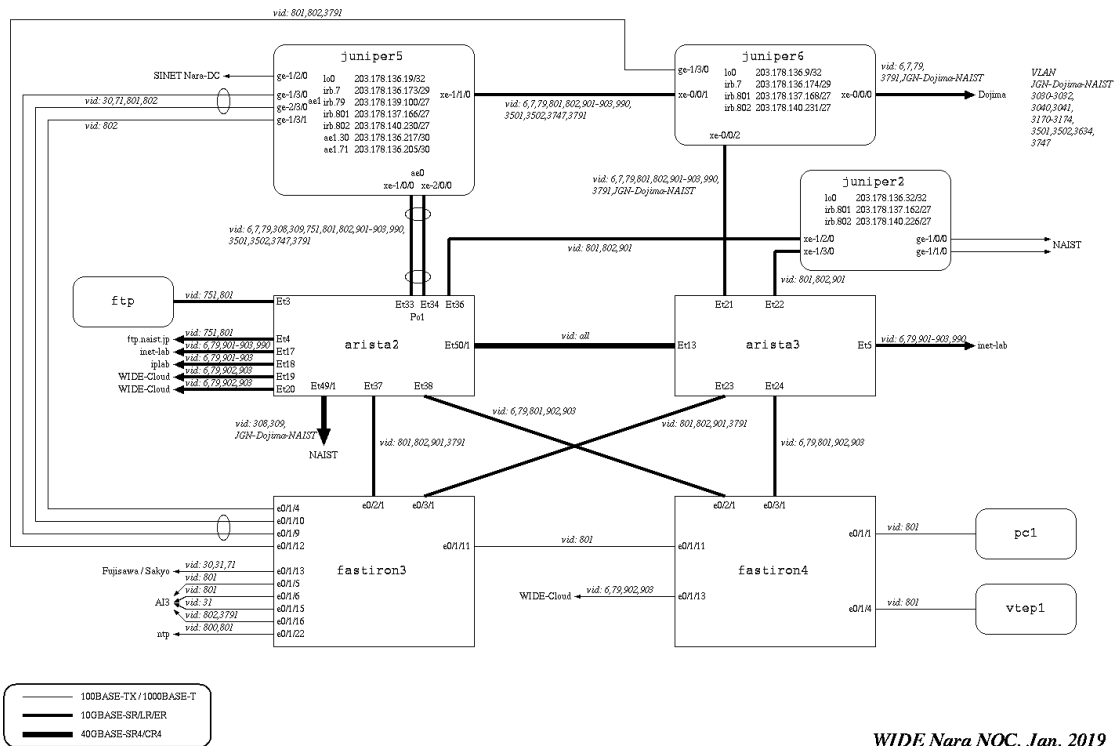 vid: 801,802,3791
juniper5
SINET Nara-DC
ge-1/2/0
ge-1/3/0
ge-2/3/0
ae1
ge-1/3/1
lo0 203.178.136.19/32
irb.7 203.178.136.173/29
irb.79 203.178.139.100/27
irb.801 203.178.137.166/27
irb.802 203.178.140.230/27
ae1.30 203.178.136.217/30
ae1.71 203.178.136.205/30
xe-1/1/0
ae0
xe-1/0/0 xe-2/0/0
vid: 30,71,801,802
vid: 802
vid: 6,7,79,801,802,901-903,990,
3501,3502,3747,3791
juniper6
ge-1/3/0
xe-0/0/1
lo0 203.178.136.9/32
irb.7 203.178.136.174/29
irb.801 203.178.137.168/27
irb.802 203.178.140.231/27
xe-0/0/0
xe-0/0/2
vid: 6,7,79,
3791,JGN-Dojima-NAIST
Dojima
VLAN
JGN-Dojima-NAIST
3030-3032,
3040,3041,
3170-3174,
3501,3502,3634,
3747
vid: 6,7,79,801,802,901-903,990,
3791,JGN-Dojima-NAIST
juniper2
lo0 203.178.136.32/32
irb.801 203.178.137.162/27
irb.802 203.178.140.226/27
xe-1/2/0
xe-1/3/0
ge-1/0/0
ge-1/1/0
NAIST
vid: 6,7,79,308,309,751,801,802,901-903,990,
3501,3502,3747,3791
vid: 801,802,901
vid: 801,802,901
ftp
vid: 751,801
Et3
Et33 Et34 Et36
Po1
Et21 Et22
ftp.naist.jp
vid: 751,801
Et4
inet-lab
vid: 6,79,901-903,990
Et17
iplab
vid: 6,79,901-903
Et18
WIDE-Cloud
vid: 6,79,902,903
Et19
WIDE-Cloud
vid: 6,79,902,903
Et20
arista2
Et50/1
vid: all
Et13
arista3
Et5
vid: 6,79,901-903,990
inet-lab
Et49/1 Et37 Et38
Et23 Et24
vid: 308,309,
JGN-Dojima-NAIST
NAIST
vid: 801,802,901,3791
vid: 6,79,801,902,903
vid: 801,802,901,3791
vid: 6,79,801,902,903
e0/2/1 e0/3/1
e0/2/1 e0/3/1
e0/1/4
e0/1/10
e0/1/9
e0/1/12
e0/1/11
vid: 801
e0/1/11
e0/1/1
vid: 801
pc1
fastiron3
fastiron4
Fujisawa / Sakyo
vid: 30,31,71
e0/1/13
vid: 801
e0/1/5
vid: 801
e0/1/6
AI3
vid: 31
e0/1/15
vid: 802,3791
e0/1/16
ntp
vid: 800,801
e0/1/22
WIDE-Cloud
vid: 6,79,902,903
e0/1/13
e0/1/4
vid: 801
vtep1
100BASE-TX / 1000BASE-T
10GBASE-SR/LR/ER
40GBASE-SR4/CR4
WIDE Nara NOC, Jan, 2019